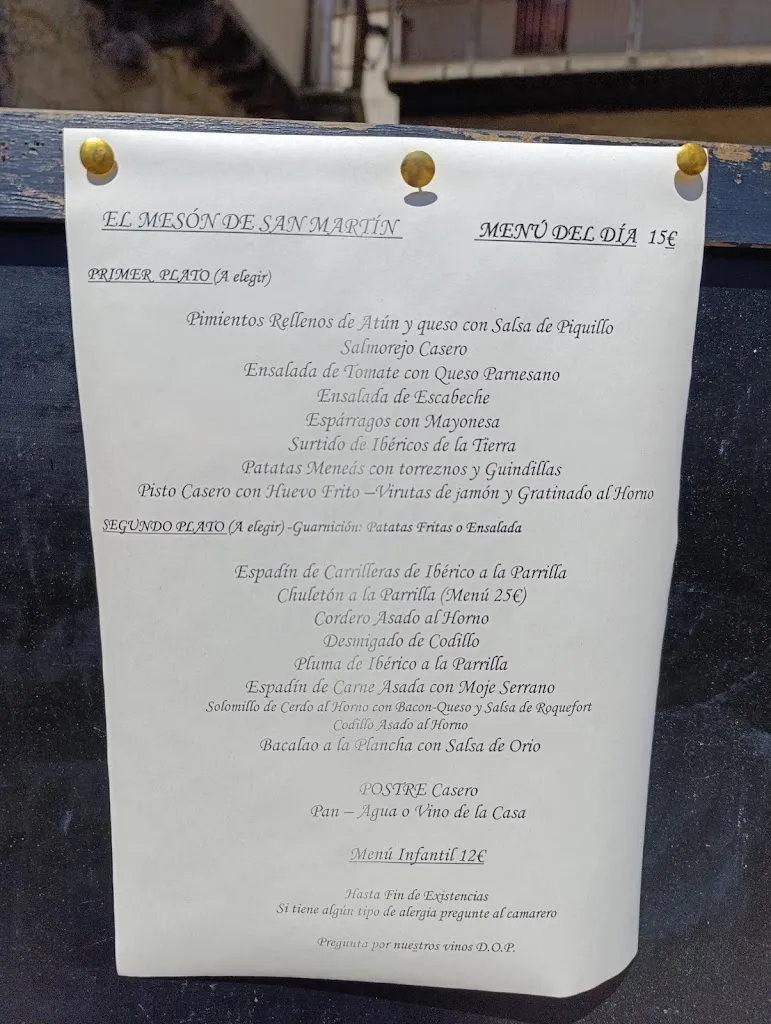 EL MESÓN DE SAN MARTÍN MENÚ DEL DÍA 15€
PRIMER PLATO (A elegir)
Pimientos Rellenos de Atún y queso con Salsa de Piquillo
Salmorejo Casero
Ensalada de Tomate con Queso Parnesano
Ensalada de Escabeche
Espárragos con Mayonesa
Surtido de Ibéricos de la Tierra
Patatas Meneás con torreznos y Guindillas
Pisto Casero con Huevo Frito –Virutas de jamón y Gratinado al Horno
SEGUNDO PLATO (A elegir) -Guarnición: Patatas Fritas o Ensalada
Espadín de Carrilleras de Ibérico a la Parrilla
Chuletón a la Parrilla (Menú 25€)
Cordero Asado al Horno
Desmigado de Codillo
Pluma de Ibérico a la Parrilla
Espadín de Carne Asada con Moje Serrano
Solomillo de Cerdo al Horno con Bacon-Queso y Salsa de Roquefort
Codillo Asado al Horno
Bacalao a la Plancha con Salsa de Orio
POSTRE Casero
Pan – Agua o Vino de la Casa
Menú Infantil 12€
Hasta Fin de Existencias
Si tiene algún tipo de alergia pregunte al camarero
Pregunta por nuestros vinos D.O.P.